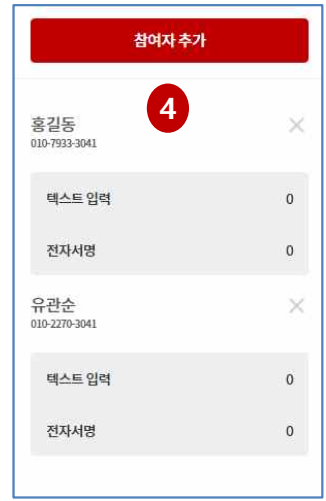 참여자 추가
4
홍길동
010-7933-3041
텍스트 입력 0
전자서명 0
유관순
010-2270-3041
텍스트 입력 0
전자서명 0